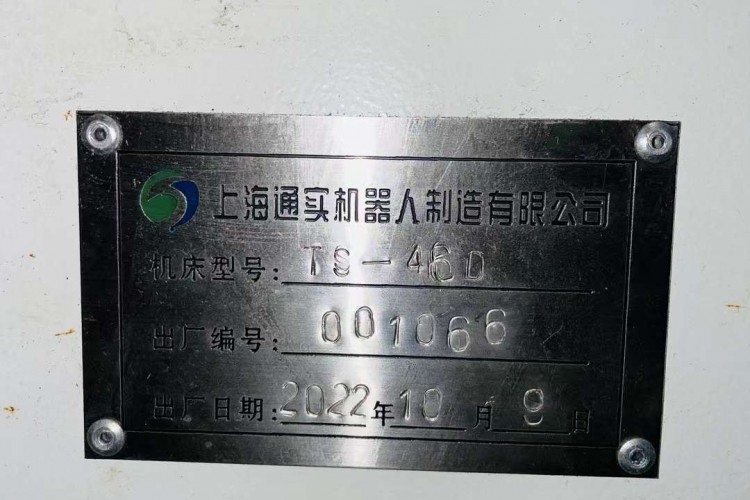 上海通实机器人制造有限公司
机床型号: TS-46D
出厂编号: 001066
出厂日期: 2022年10月9日